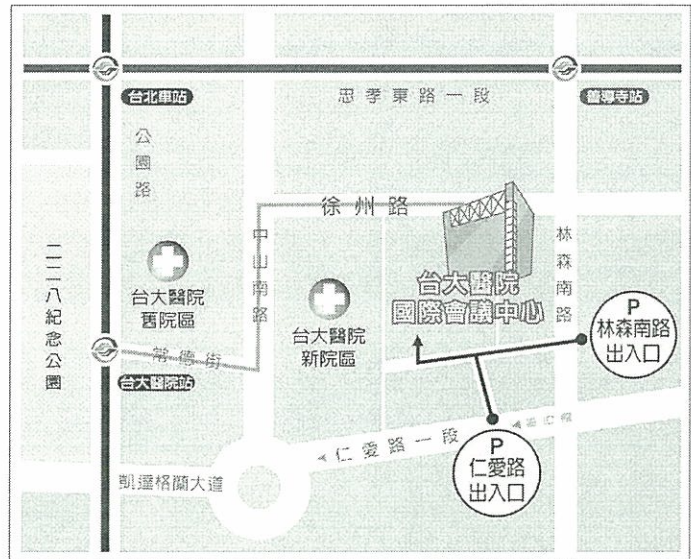 台北車站
忠孝東路一段
善導寺站
公園路
徐州路
中山南路
林森南路
二二八紀念公園
台大醫院
舊院區
台大醫院
新院區
台大醫院
國際會議中心
P
林森南路
出入口
常德街
台大醫院站
仁愛路一段
P
仁愛路
出入口
凱達格蘭大道